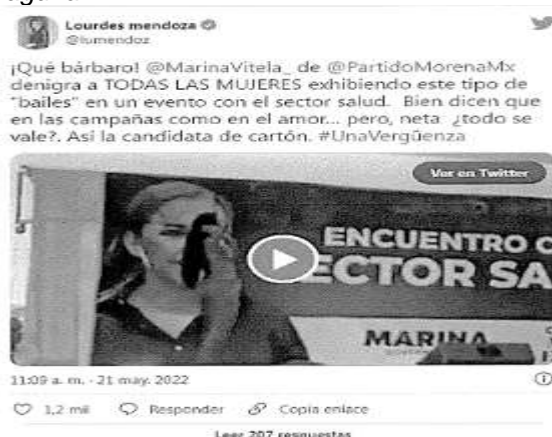 Lourdes mendoza
@lumendoz
¡Qué bárbaro! @MarinaVitela_ de @PartidoMorenaMx
denigra a TODAS LAS MUJERES exhibiendo este tipo de
"bailes" en un evento con el sector salud. Bien dicen que
en las campañas como en el amor... pero, neta ¿todo se
vale?. Asi la candidata de cartón. #UnaVergüenza
Ver en Twitter
ENCUENTRO C
ECTOR SA
MARINA
11:09 a. m. · 21 may. 2022
1,2 mil Responder Copia enlace
Leer 207 respuestas